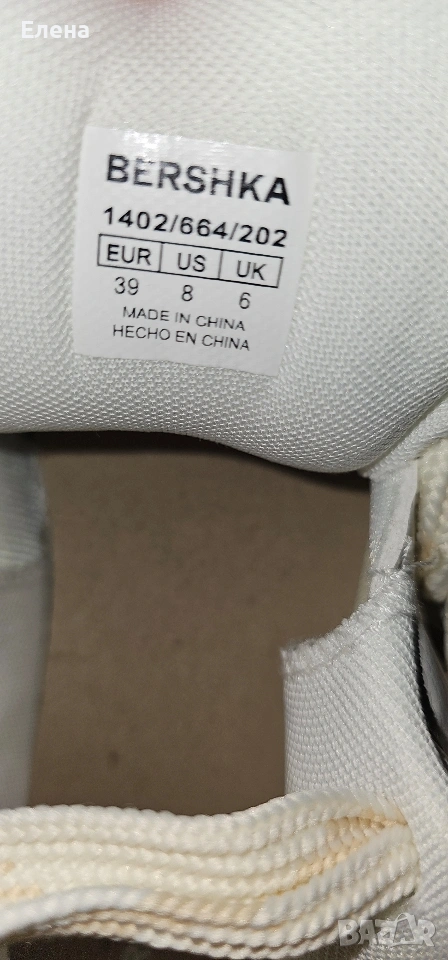 Елена
BERSHKA
1402/664/202
EUR US UK
39 8 6
MADE IN CHINA
HECHO EN CHINA
BAZAR